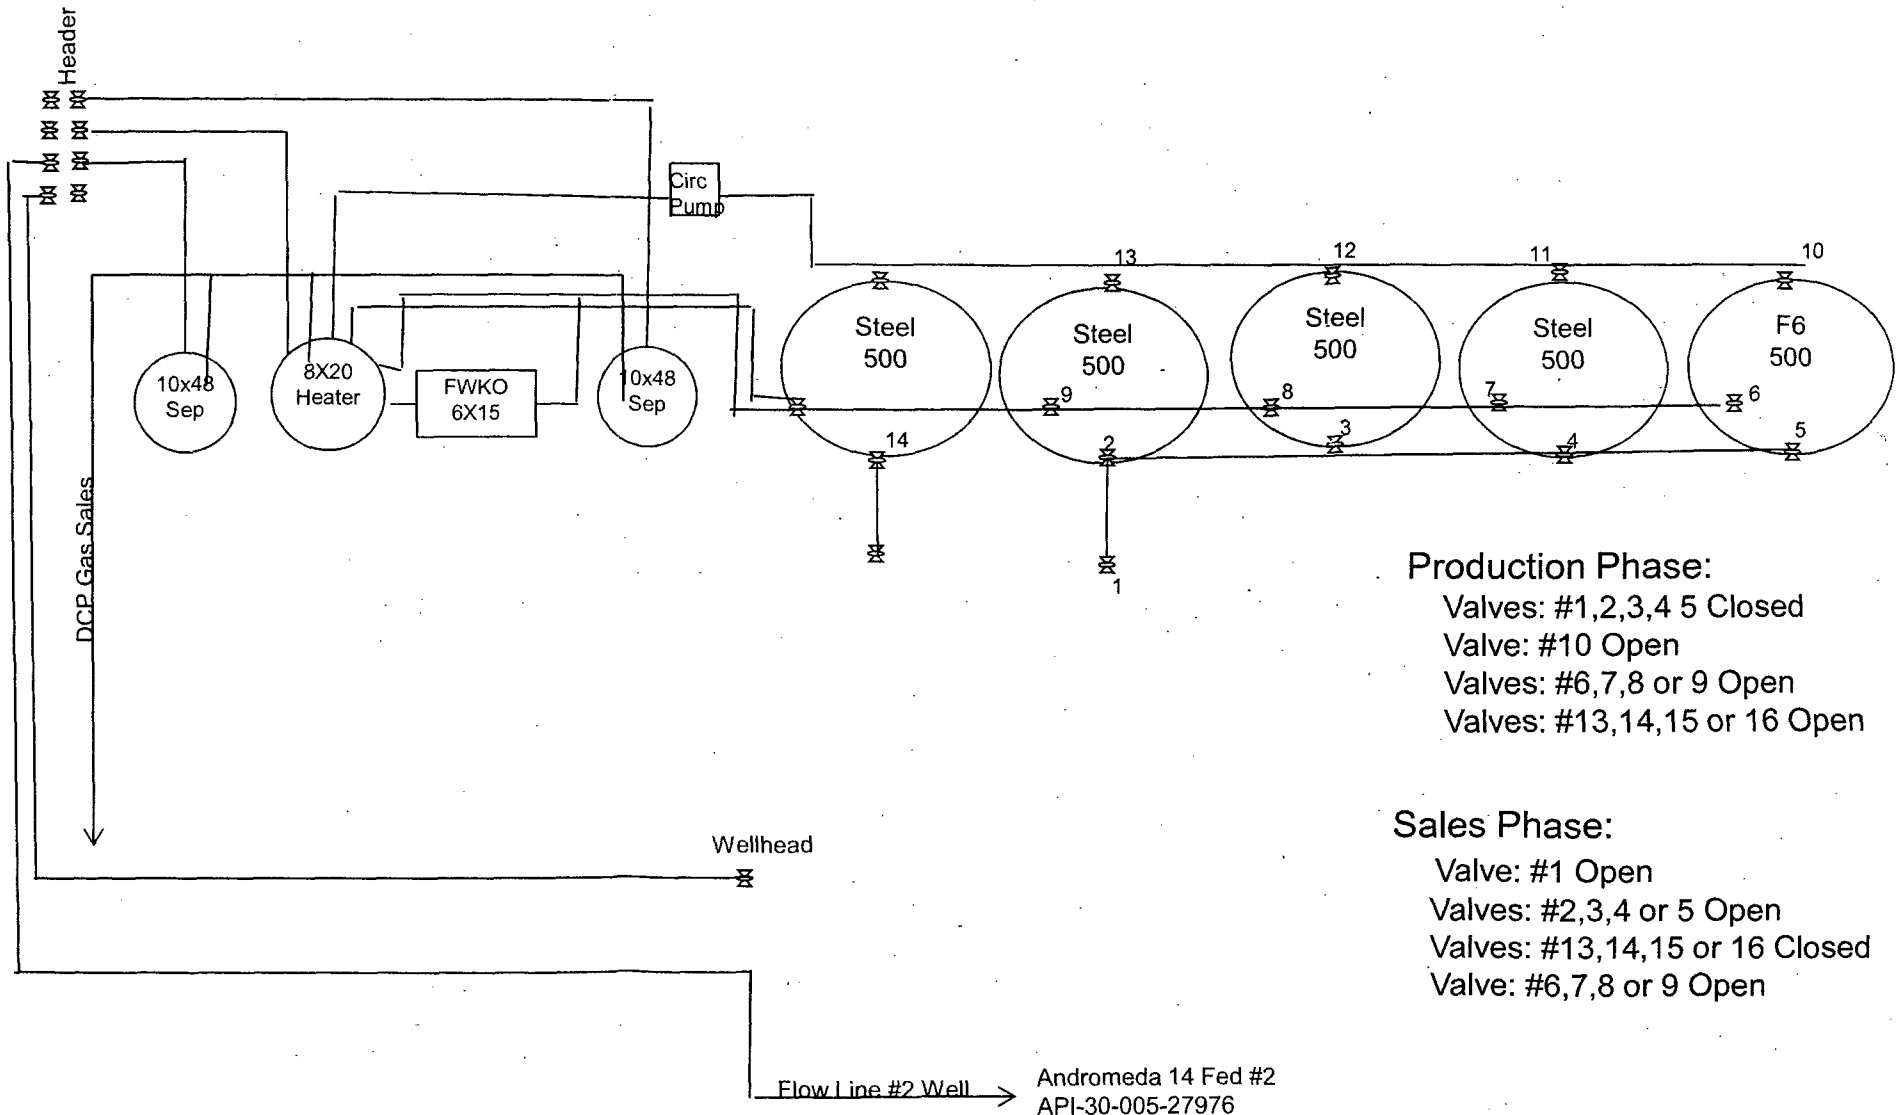 Header
Circ
Pump
13
12
11
10
Steel
500
Steel
500
Steel
500
Steel
500
F6
500
10x48
Sep
8X20
Heater
FWKO
6X15
10x48
Sep
9
8
7
6
14
2
3
4
5
1
DCP Gas Sales
Production Phase:
Valves: #1,2,3,4 5 Closed
Valve: #10 Open
Valves: #6,7,8 or 9 Open
Valves: #13,14,15 or 16 Open
Sales Phase:
Valve: #1 Open
Valves: #2,3,4 or 5 Open
Valves: #13,14,15 or 16 Closed
Valve: #6,7,8 or 9 Open
Wellhead
Flow Line #2 Well
Andromeda 14 Fed #2
API-30-005-27976